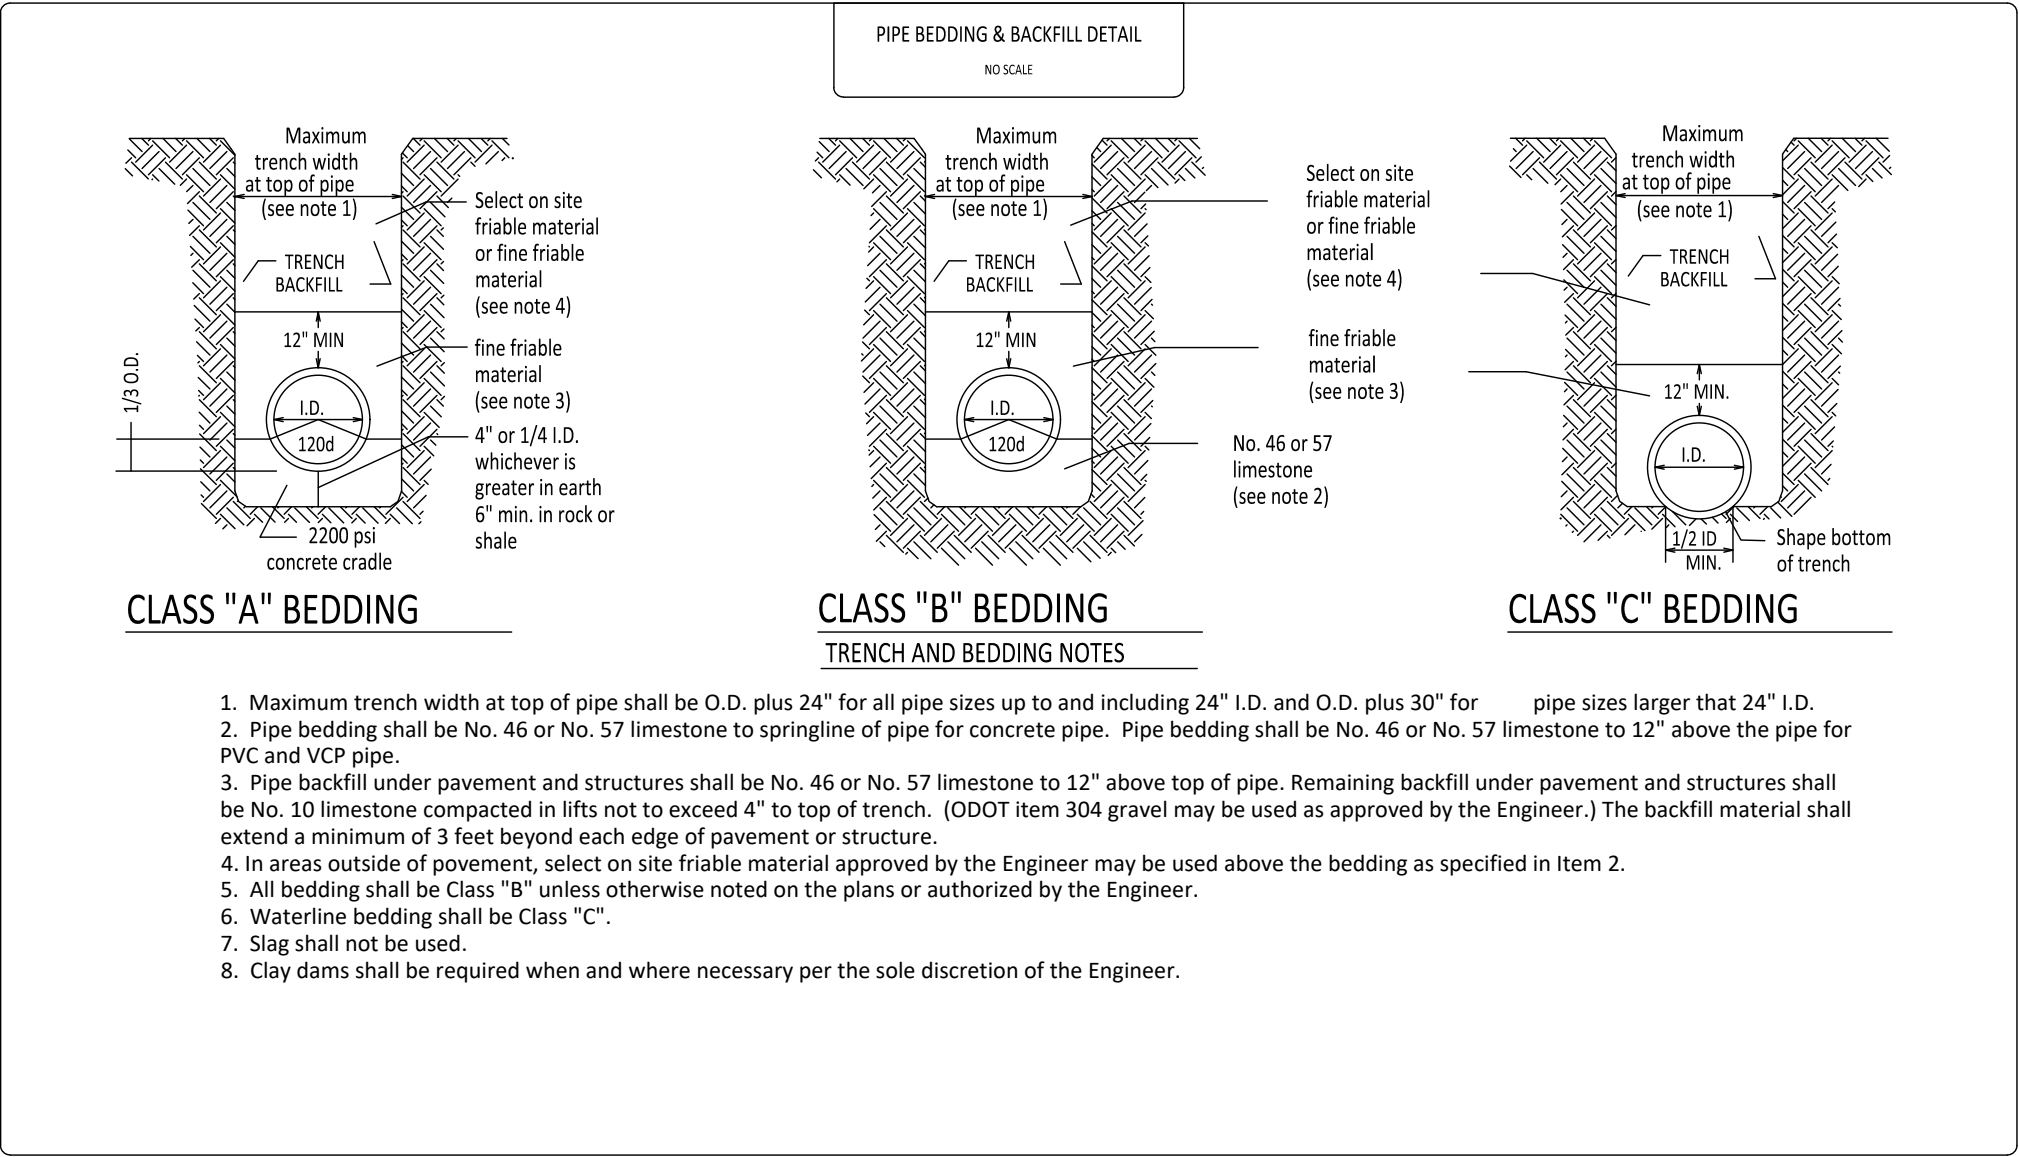 PIPE BEDDING & BACKFILL DETAIL
NO SCALE
Maximum
trench width
at top of pipe
(see note 1)
TRENCH
BACKFILL
12" MIN
I.D.
120d
1/3 O.D.
Select on site
friable material
or fine friable
material
(see note 4)
fine friable
material
(see note 3)
4" or 1/4 I.D.
whichever is
greater in earth
6" min. in rock or
shale
2200 psi
concrete cradle
CLASS "A" BEDDING
Maximum
trench width
at top of pipe
(see note 1)
TRENCH
BACKFILL
12" MIN
I.D.
120d
Select on site
friable material
or fine friable
material
(see note 4)
fine friable
material
(see note 3)
No. 46 or 57
limestone
(see note 2)
CLASS "B" BEDDING
Maximum
trench width
at top of pipe
(see note 1)
TRENCH
BACKFILL
12" MIN.
I.D.
1/2 ID
MIN.
Shape bottom
of trench
CLASS "C" BEDDING
TRENCH AND BEDDING NOTES
1. Maximum trench width at top of pipe shall be O.D. plus 24" for all pipe sizes up to and including 24" I.D. and O.D. plus 30" for pipe sizes larger that 24" I.D.
2. Pipe bedding shall be No. 46 or No. 57 limestone to springline of pipe for concrete pipe. Pipe bedding shall be No. 46 or No. 57 limestone to 12" above the pipe for
PVC and VCP pipe.
3. Pipe backfill under pavement and structures shall be No. 46 or No. 57 limestone to 12" above top of pipe. Remaining backfill under pavement and structures shall
be No. 10 limestone compacted in lifts not to exceed 4" to top of trench. (ODOT item 304 gravel may be used as approved by the Engineer.) The backfill material shall
extend a minimum of 3 feet beyond each edge of pavement or structure.
4. In areas outside of povement, select on site friable material approved by the Engineer may be used above the bedding as specified in Item 2.
5. All bedding shall be Class "B" unless otherwise noted on the plans or authorized by the Engineer.
6. Waterline bedding shall be Class "C".
7. Slag shall not be used.
8. Clay dams shall be required when and where necessary per the sole discretion of the Engineer.